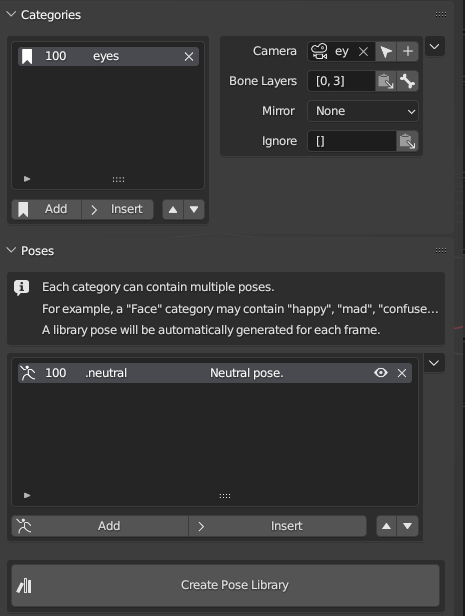 Categories
100 eyes
Camera ey
Bone Layers [0, 3]
Mirror None
Ignore []
Add Insert
Poses
Each category can contain multiple poses.
For example, a "Face" category may contain "happy", "mad", "confuse...
A library pose will be automatically generated for each frame.
100 .neutral Neutral pose.
Add Insert
Create Pose Library